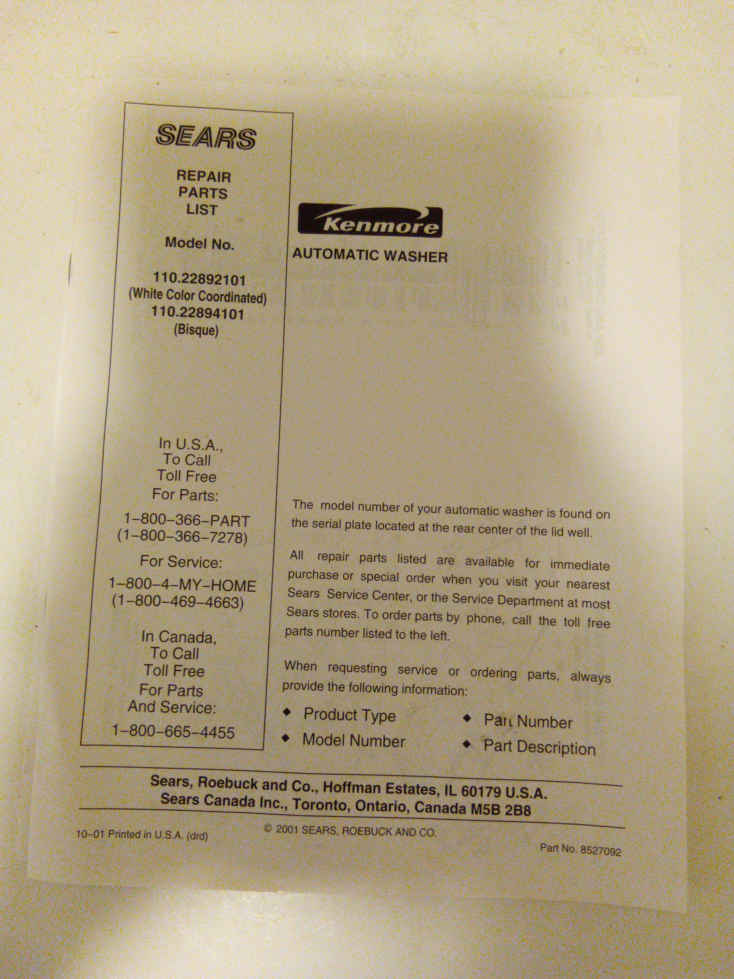 SEARS
REPAIR
PARTS
LIST
Model No.
110.22892101
(White Color Coordinated)
110.22894101
(Bisque)
In U.S.A.,
To Call
Toll Free
For Parts:
1–800–366–PART
(1–800–366–7278)
For Service:
1–800–4–MY–HOME
(1–800–469–4663)
In Canada,
To Call
Toll Free
For Parts
And Service:
1–800–665–4455
Kenmore
AUTOMATIC WASHER
The model number of your automatic washer is found on
the serial plate located at the rear center of the lid well.
All repair parts listed are available for immediate
purchase or special order when you visit your nearest
Sears Service Center, or the Service Department at most
Sears stores. To order parts by phone, call the toll free
parts number listed to the left.
When requesting service or ordering parts, always
provide the following information:
◆ Product Type
◆ Part Number
◆ Model Number
◆ Part Description
Sears, Roebuck and Co., Hoffman Estates, IL 60179 U.S.A.
Sears Canada Inc., Toronto, Ontario, Canada M5B 2B8
10–01 Printed in U.S.A. (drd)
© 2001 SEARS, ROEBUCK AND CO.
Part No. 8527092